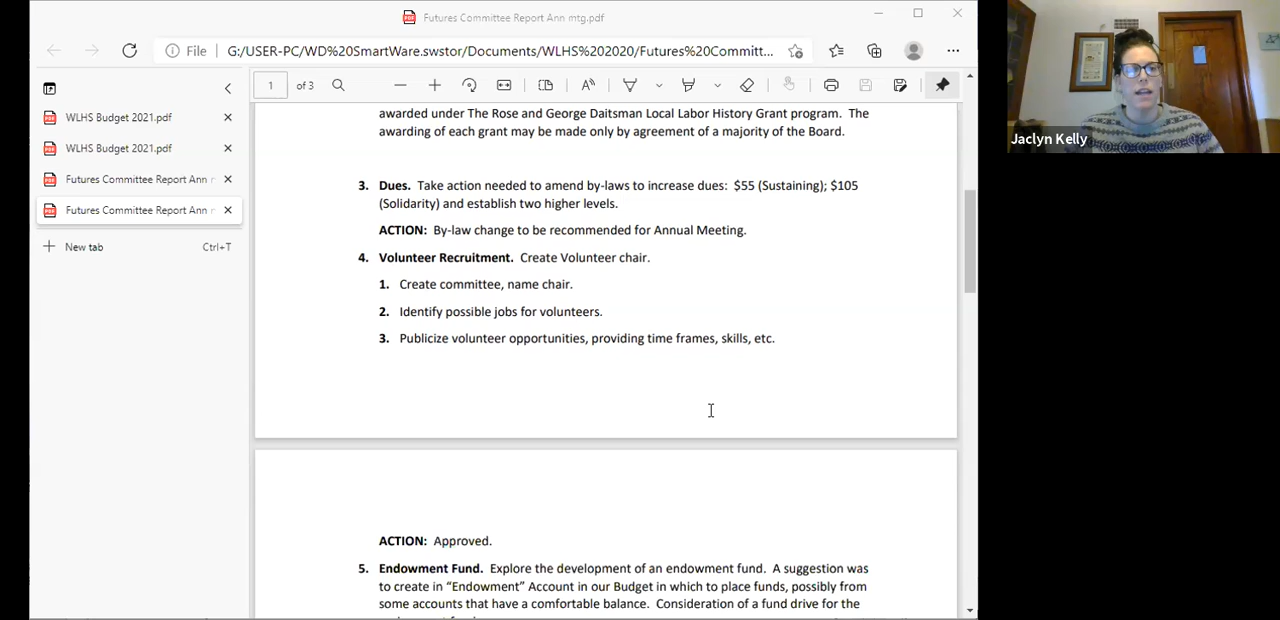 Futures Committee Report Ann mtg.pdf
File
G:/USER-PC/WD%20SmartWare.swstor/Documents/WLHS%202020/Futures%20Committ...
1 of 3
WLHS Budget 2021.pdf
WLHS Budget 2021.pdf
Futures Committee Report Ann
Futures Committee Report Ann
New tab Ctrl+T
awarded under The Rose and George Daitsman Local Labor History Grant program. The
awarding of each grant may be made only by agreement of a majority of the Board.
3. Dues. Take action needed to amend by-laws to increase dues: $55 (Sustaining); $105
(Solidarity) and establish two higher levels.
ACTION: By-law change to be recommended for Annual Meeting.
4. Volunteer Recruitment. Create Volunteer chair.
1. Create committee, name chair.
2. Identify possible jobs for volunteers.
3. Publicize volunteer opportunities, providing time frames, skills, etc.
ACTION: Approved.
5. Endowment Fund. Explore the development of an endowment fund. A suggestion was
to create in “Endowment” Account in our Budget in which to place funds, possibly from
some accounts that have a comfortable balance. Consideration of a fund drive for the
Jaclyn Kelly